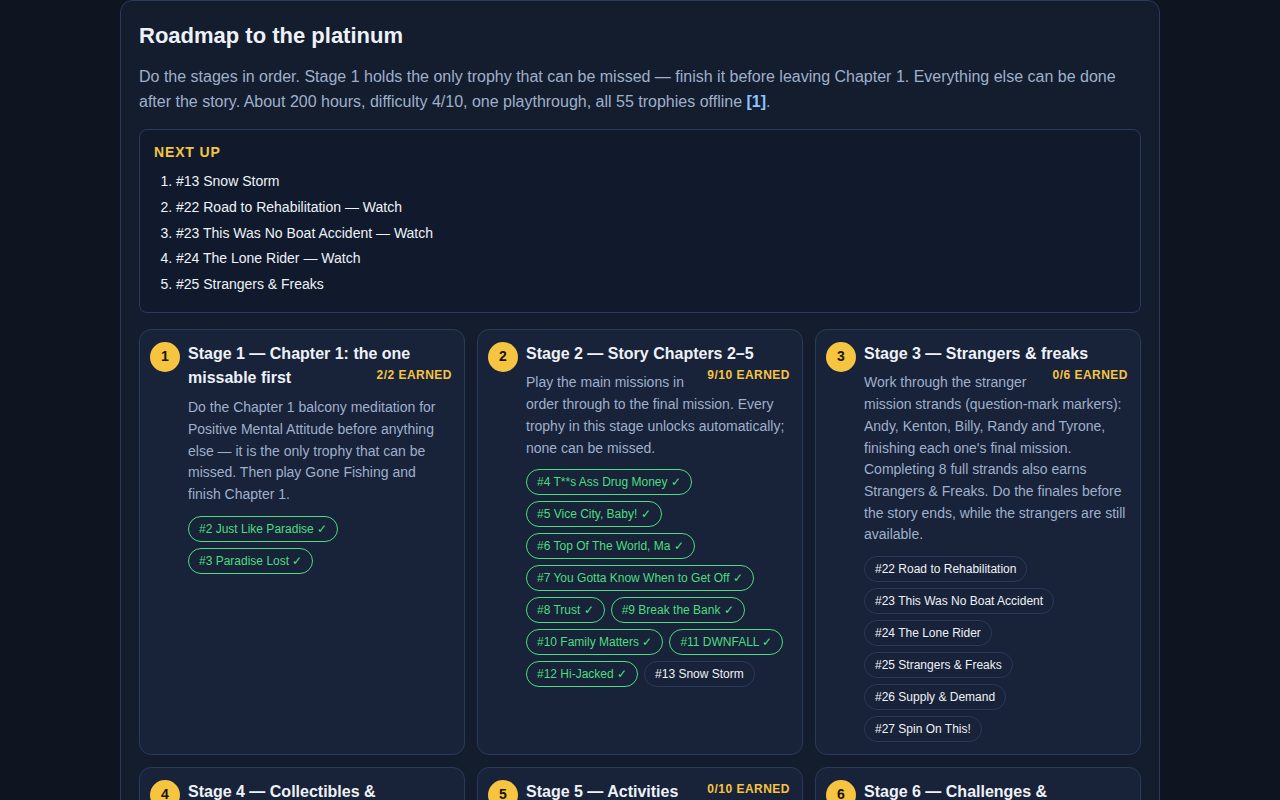 Roadmap to the platinum
Do the stages in order. Stage 1 holds the only trophy that can be missed — finish it before leaving Chapter 1. Everything else can be done
after the story. About 200 hours, difficulty 4/10, one playthrough, all 55 trophies offline [1].
NEXT UP
1. #13 Snow Storm
2. #22 Road to Rehabilitation — Watch
3. #23 This Was No Boat Accident — Watch
4. #24 The Lone Rider — Watch
5. #25 Strangers & Freaks
1
Stage 1 — Chapter 1: the one
missable first
2/2 EARNED
Do the Chapter 1 balcony meditation for
Positive Mental Attitude before anything
else — it is the only trophy that can be
missed. Then play Gone Fishing and
finish Chapter 1.
#2 Just Like Paradise ✓
#3 Paradise Lost ✓
2
Stage 2 — Story Chapters 2–5
9/10 EARNED
Play the main missions in
order through to the final mission. Every
trophy in this stage unlocks automatically;
none can be missed.
#4 T**s Ass Drug Money ✓
#5 Vice City, Baby! ✓
#6 Top Of The World, Ma ✓
#7 You Gotta Know When to Get Off ✓
#8 Trust ✓ #9 Break the Bank ✓
#10 Family Matters ✓ #11 DWNFALL ✓
#12 Hi-Jacked ✓ #13 Snow Storm
3
Stage 3 — Strangers & freaks
0/6 EARNED
Work through the stranger
mission strands (question-mark markers):
Andy, Kenton, Billy, Randy and Tyrone,
finishing each one's final mission.
Completing 8 full strands also earns
Strangers & Freaks. Do the finales before
the story ends, while the strangers are still
available.
#22 Road to Rehabilitation
#23 This Was No Boat Accident
#24 The Lone Rider
#25 Strangers & Freaks
#26 Supply & Demand
#27 Spin On This!
4
Stage 4 — Collectibles &
5
Stage 5 — Activities
0/10 EARNED
6
Stage 6 — Challenges &